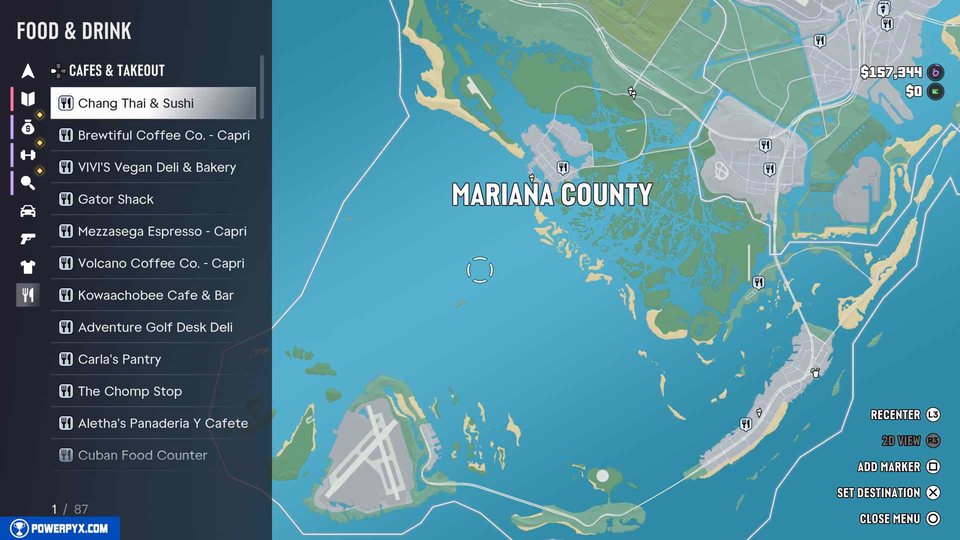 FOOD & DRINK
CAFES & TAKEOUT
Chang Thai & Sushi
Brewtiful Coffee Co. - Capri
VIVI'S Vegan Deli & Bakery
Gator Shack
Mezzasega Espresso - Capri
Volcano Coffee Co. - Capri
Kowaachobee Cafe & Bar
Adventure Golf Desk Deli
Carla's Pantry
The Chomp Stop
Aletha's Panaderia Y Cafete
Cuban Food Counter
1 / 87
POWERPYX.COM
MARIANA COUNTY
$157,344
$0
RECENTER L3
2D VIEW R3
ADD MARKER
SET DESTINATION
CLOSE MENU